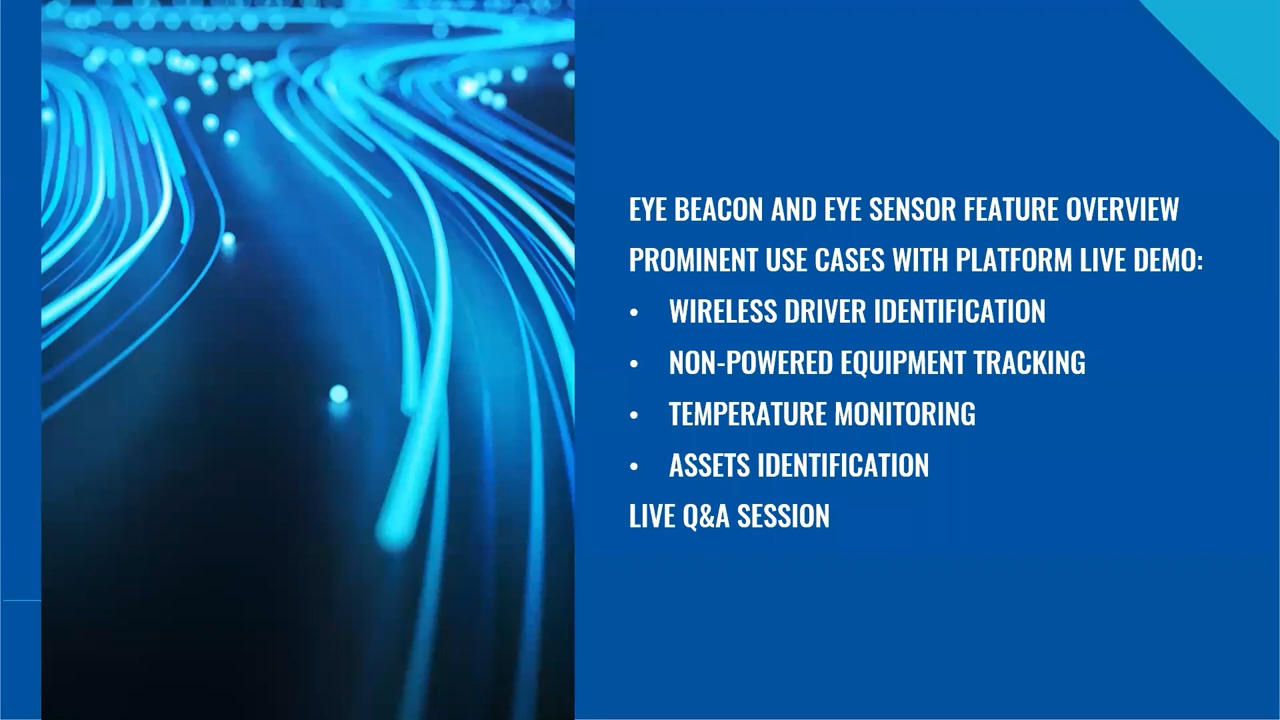 EYE BEACON AND EYE SENSOR FEATURE OVERVIEW
PROMINENT USE CASES WITH PLATFORM LIVE DEMO:
• WIRELESS DRIVER IDENTIFICATION
• NON-POWERED EQUIPMENT TRACKING
• TEMPERATURE MONITORING
• ASSETS IDENTIFICATION
LIVE Q&A SESSION